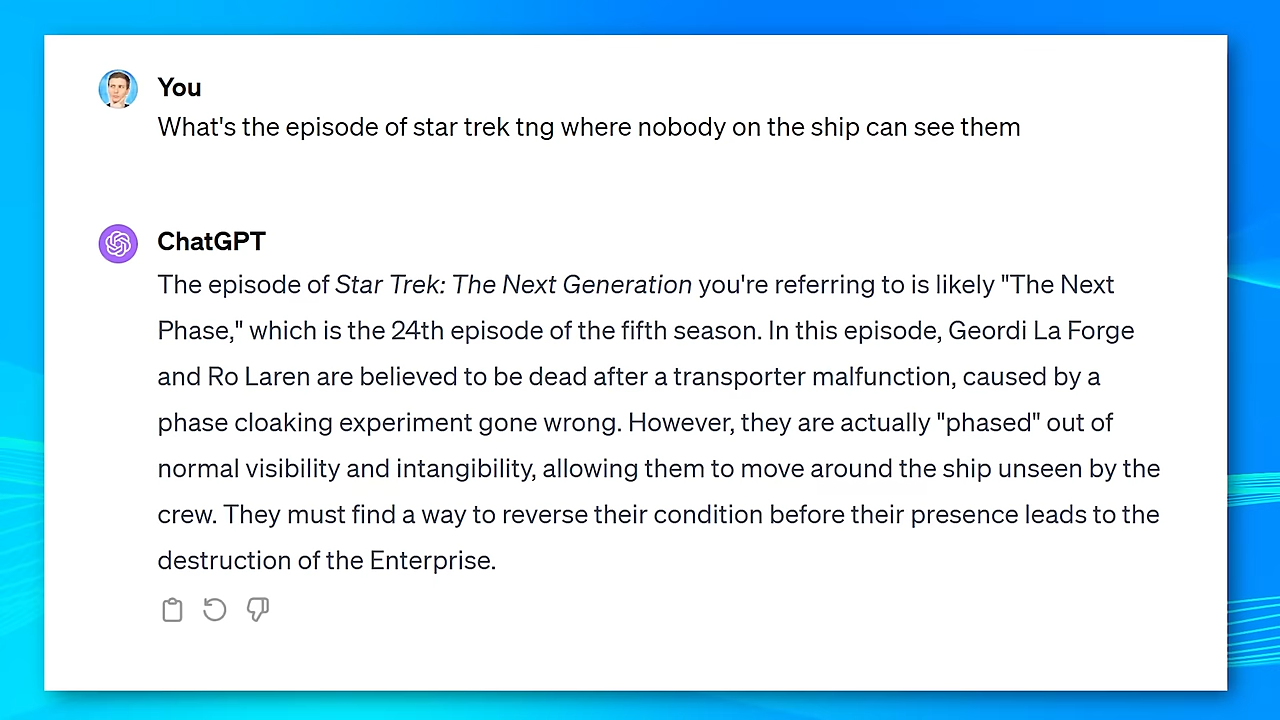 You
What's the episode of star trek tng where nobody on the ship can see them
ChatGPT
The episode of Star Trek: The Next Generation you're referring to is likely "The Next
Phase," which is the 24th episode of the fifth season. In this episode, Geordi La Forge
and Ro Laren are believed to be dead after a transporter malfunction, caused by a
phase cloaking experiment gone wrong. However, they are actually "phased" out of
normal visibility and intangibility, allowing them to move around the ship unseen by the
crew. They must find a way to reverse their condition before their presence leads to the
destruction of the Enterprise.